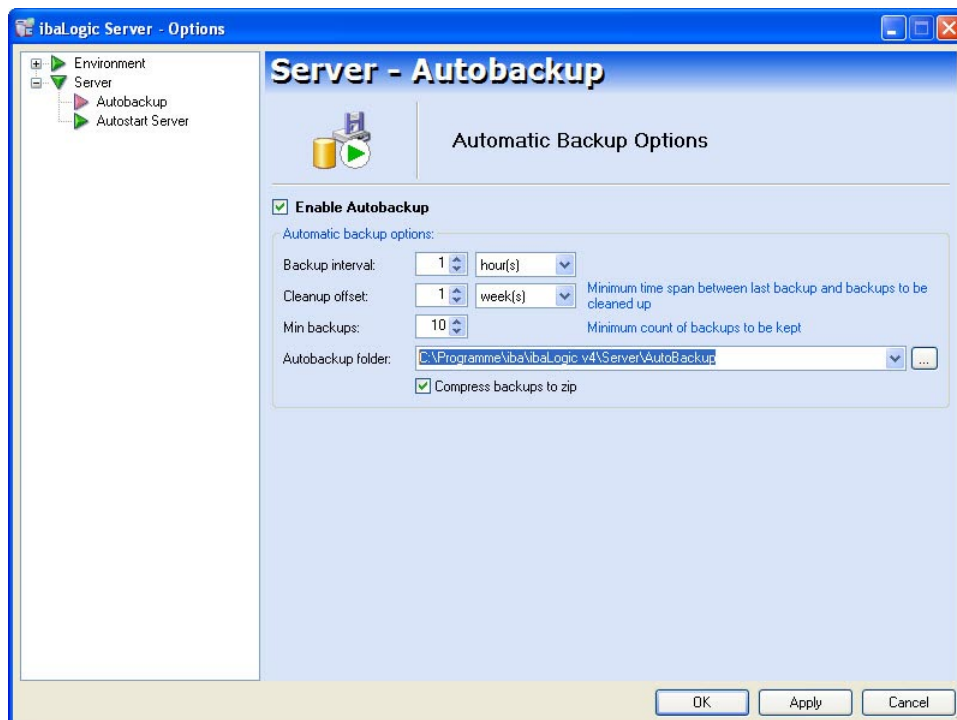 ibaLogic Server - Options
Environment
Server
Autobackup
Autostart Server
Server - Autobackup
Automatic Backup Options
Enable Autobackup
Automatic backup options:
Backup interval: 1 hour(s)
Cleanup offset: 1 week(s) Minimum time span between last backup and backups to be
cleaned up
Min backups: 10 Minimum count of backups to be kept
Autobackup folder: C:\Programme\iba\ibaLogic v4\Server\AutoBackup ...
Compress backups to zip
OK Apply Cancel